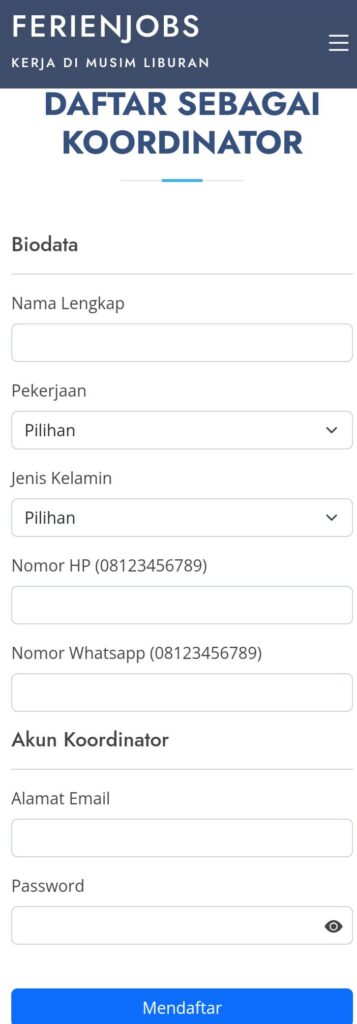 FERIENJOBS
KERJA DI MUSIM LIBURAN
DAFTAR SEBAGAI
KOORDINATOR
Biodata
Nama Lengkap
Pekerjaan
Pilihan
Jenis Kelamin
Pilihan
Nomor HP (08123456789)
Nomor Whatsapp (08123456789)
Akun Koordinator
Alamat Email
Password
Mendaftar